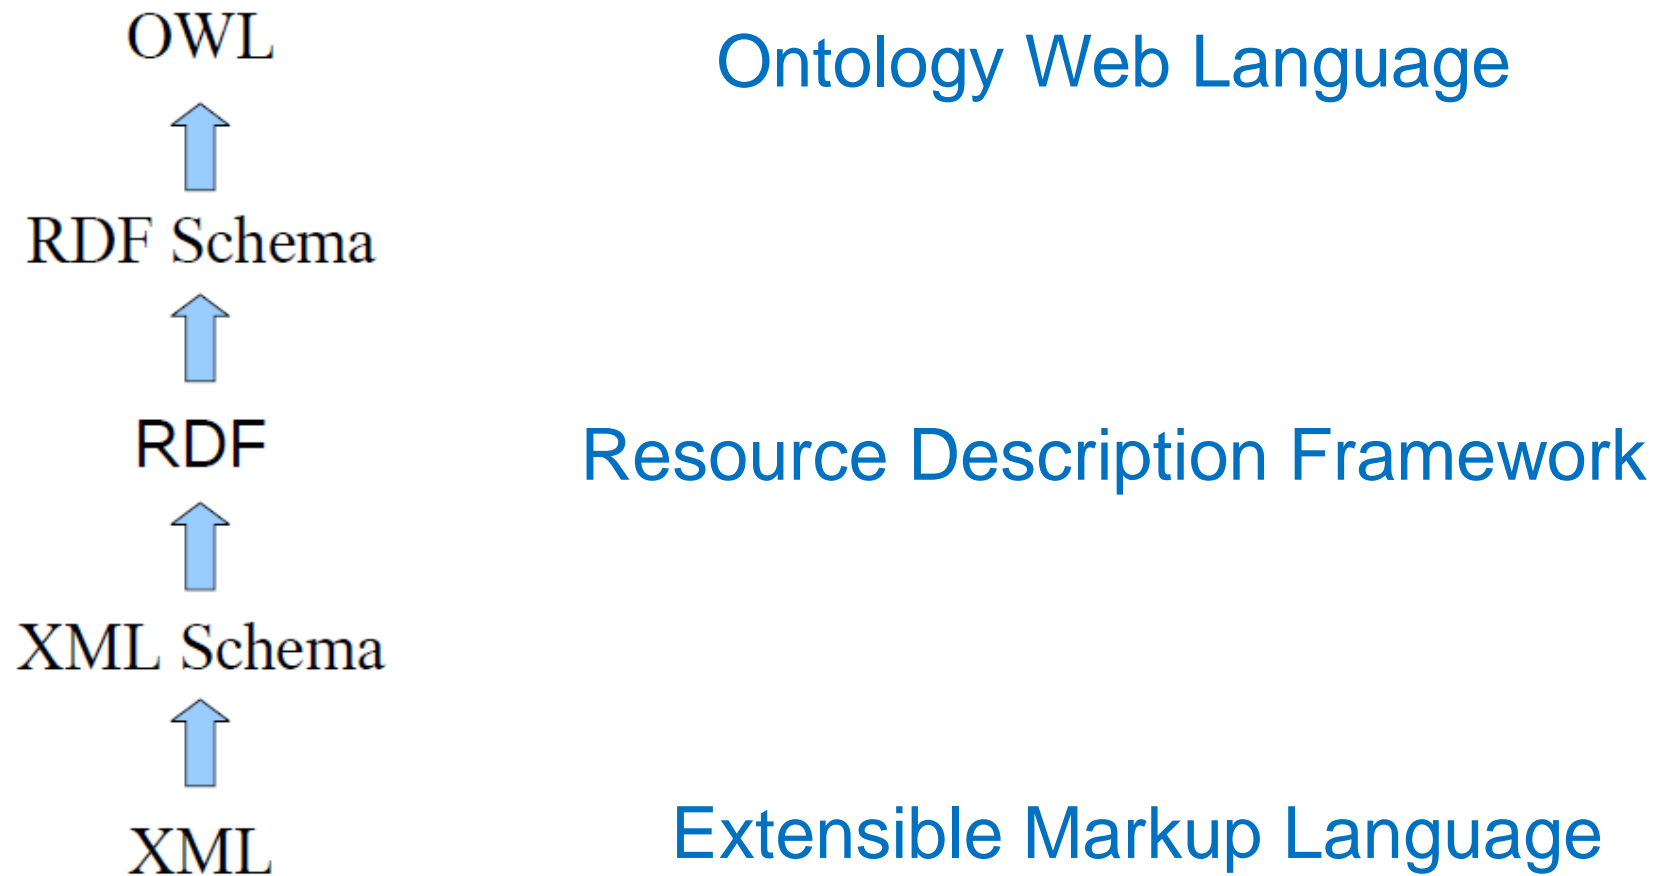 OWL
Ontology Web Language
RDF Schema
RDF
Resource Description Framework
XML Schema
XML
Extensible Markup Language